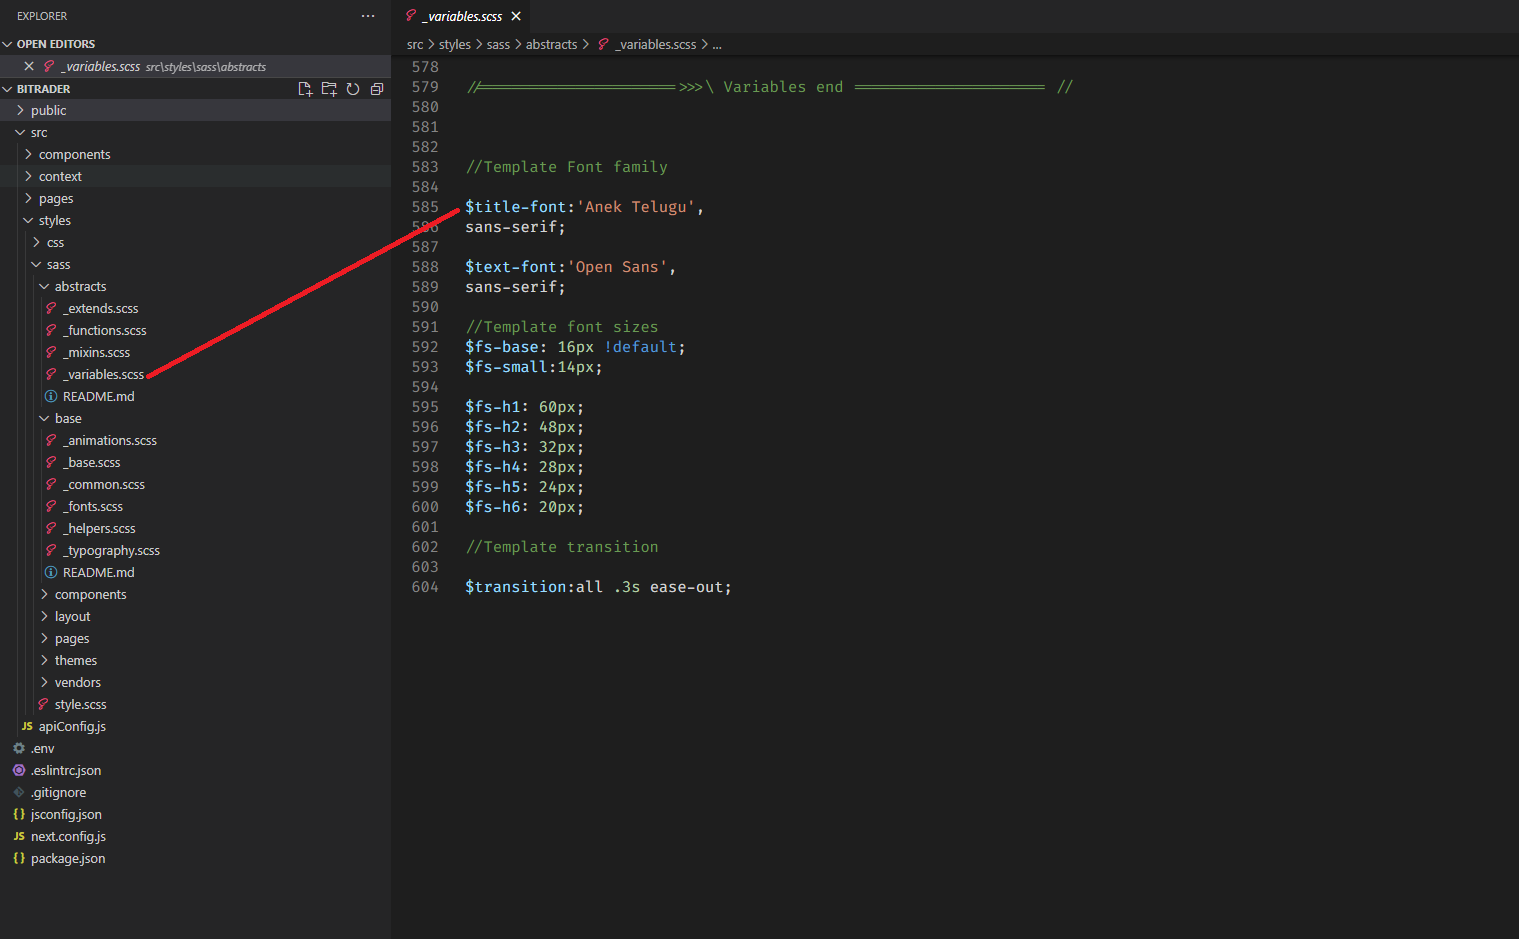 EXPLORER
OPEN EDITORS
_variables.scss src\styles\sass\abstracts
BITRADER
public
src
components
context
pages
styles
css
sass
abstracts
_extends.scss
_functions.scss
_mixins.scss
_variables.scss
README.md
base
_animations.scss
_base.scss
_common.scss
_fonts.scss
_helpers.scss
_typography.scss
README.md
components
layout
pages
themes
vendors
style.scss
JS apiConfig.js
.env
.eslintrc.json
.gitignore
{} jsconfig.json
JS next.config.js
{} package.json
_variables.scss
src > styles > sass > abstracts > _variables.scss > ...
578
579 //======================>>>\ Variables end ===================== //
580
581
582
583 //Template Font family
584
585 $title-font:'Anek Telugu',
586 sans-serif;
587
588 $text-font:'Open Sans',
589 sans-serif;
590
591 //Template font sizes
592 $fs-base: 16px !default;
593 $fs-small:14px;
594
595 $fs-h1: 60px;
596 $fs-h2: 48px;
597 $fs-h3: 32px;
598 $fs-h4: 28px;
599 $fs-h5: 24px;
600 $fs-h6: 20px;
601
602 //Template transition
603
604 $transition:all .3s ease-out;